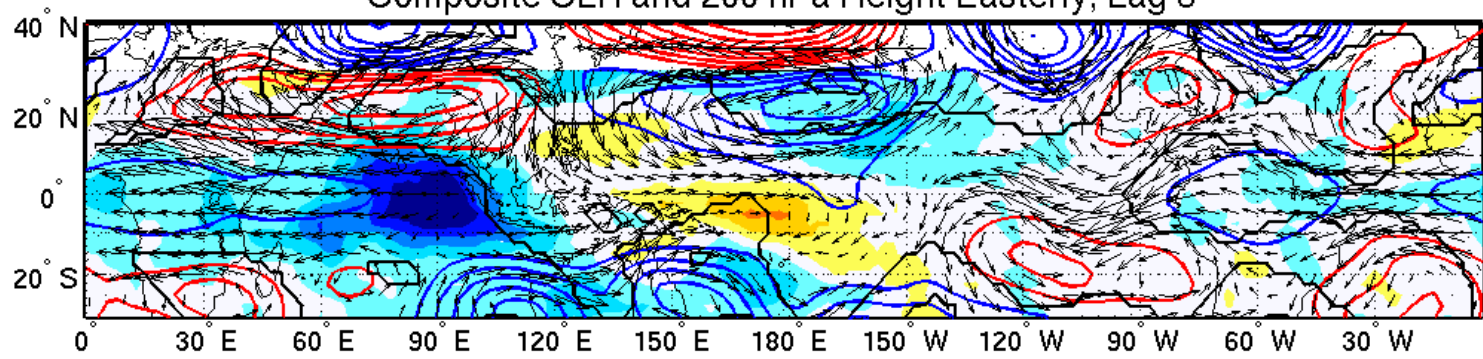 Composite OLR and 200 hPa Height Easterly, Lag 8
40° N
20° N
0°
20° S
0° 30° E 60° E 90° E 120° E 150° E 180° E 150° W 120° W 90° W 60° W 30° W